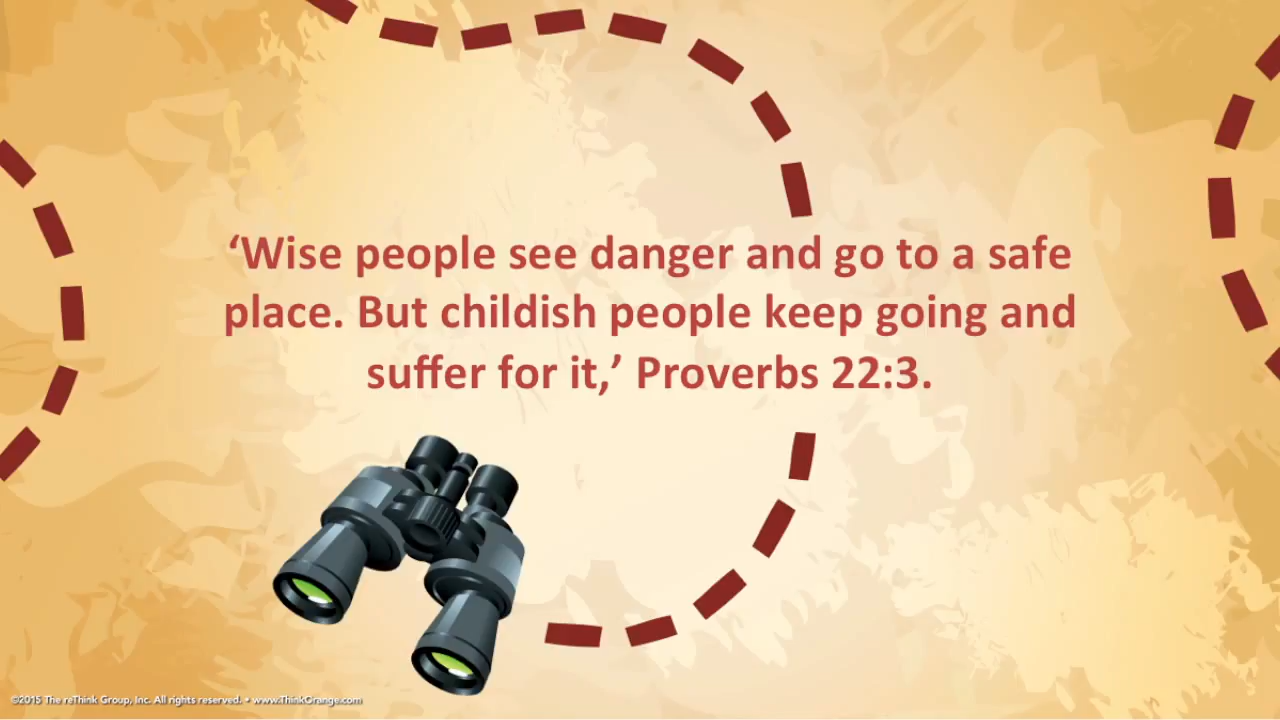 ‘Wise people see danger and go to a safe
place. But childish people keep going and
suffer for it,’ Proverbs 22:3.
©2015 The reThink Group, Inc. All rights reserved. • www.ThinkOrange.com